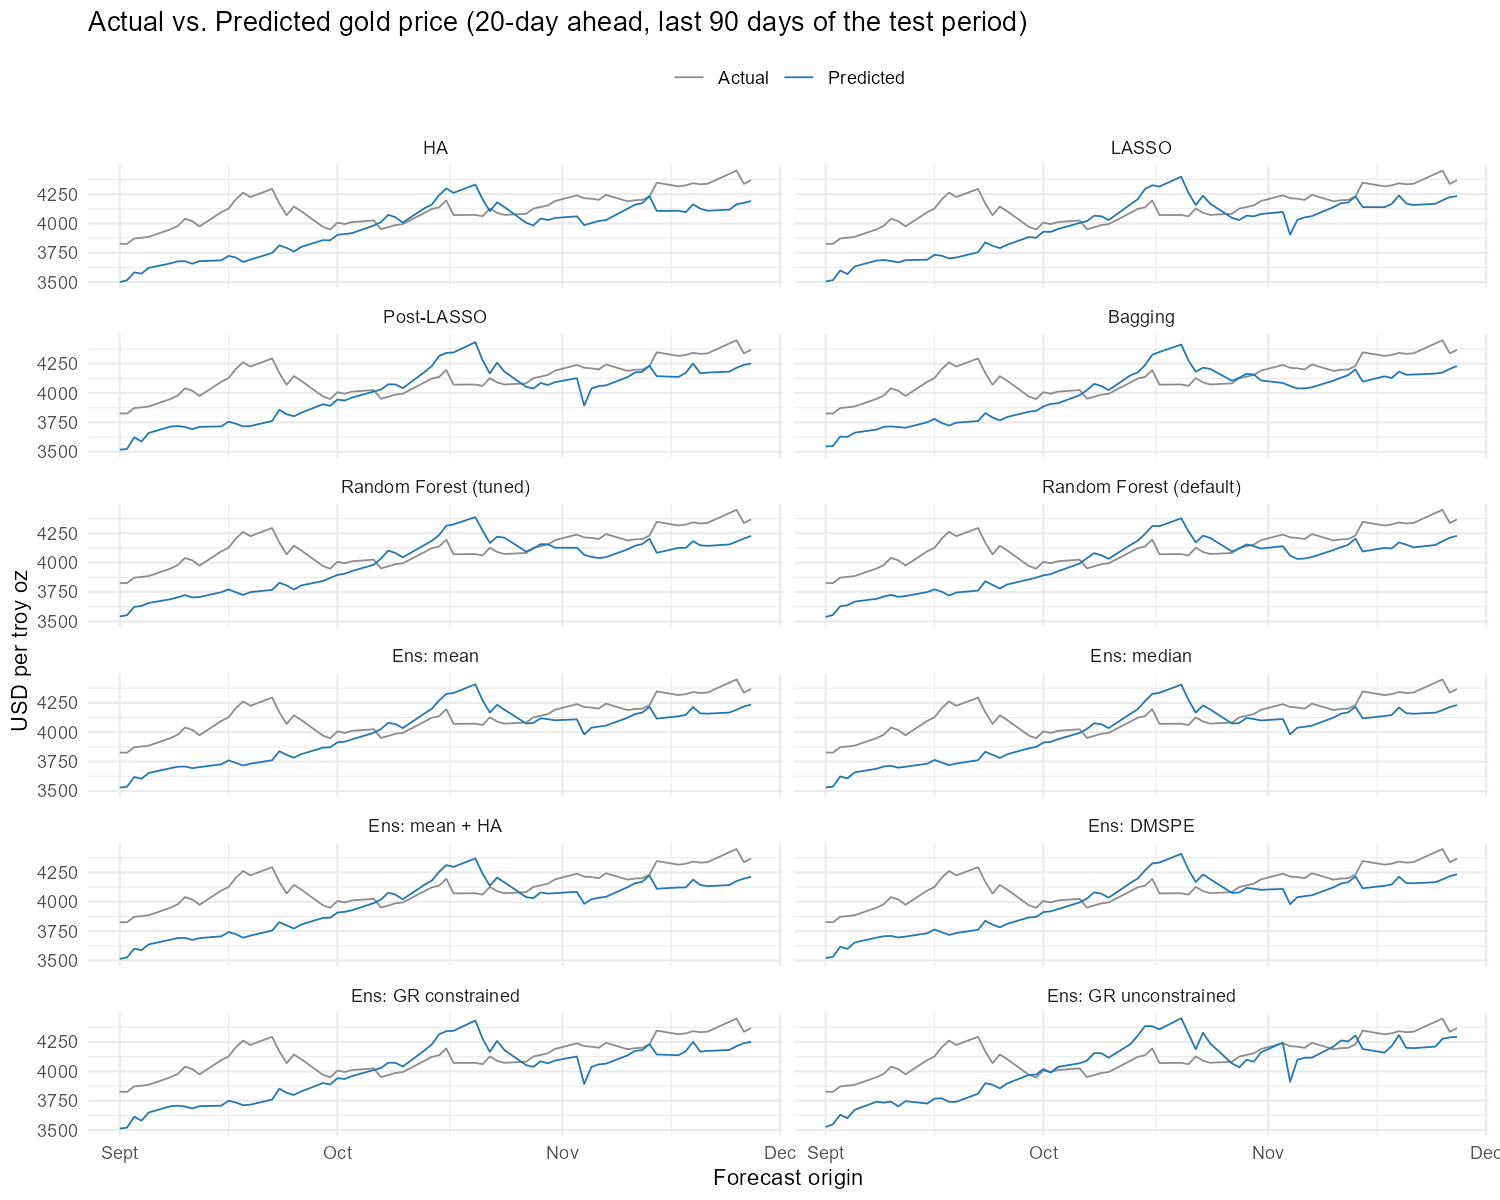 Actual vs. Predicted gold price (20-day ahead, last 90 days of the test period)
Actual Predicted
HA LASSO
4250
4000
3750
3500
Post-LASSO Bagging
4250
4000
3750
3500
Random Forest (tuned) Random Forest (default)
4250
4000
3750
3500
Ens: mean Ens: median
4250
4000
3750
3500
Ens: mean + HA Ens: DMSPE
4250
4000
3750
3500
Ens: GR constrained Ens: GR unconstrained
4250
4000
3750
3500
USD per troy oz
Sept Oct Nov Dec Sept Oct Nov Dec
Forecast origin